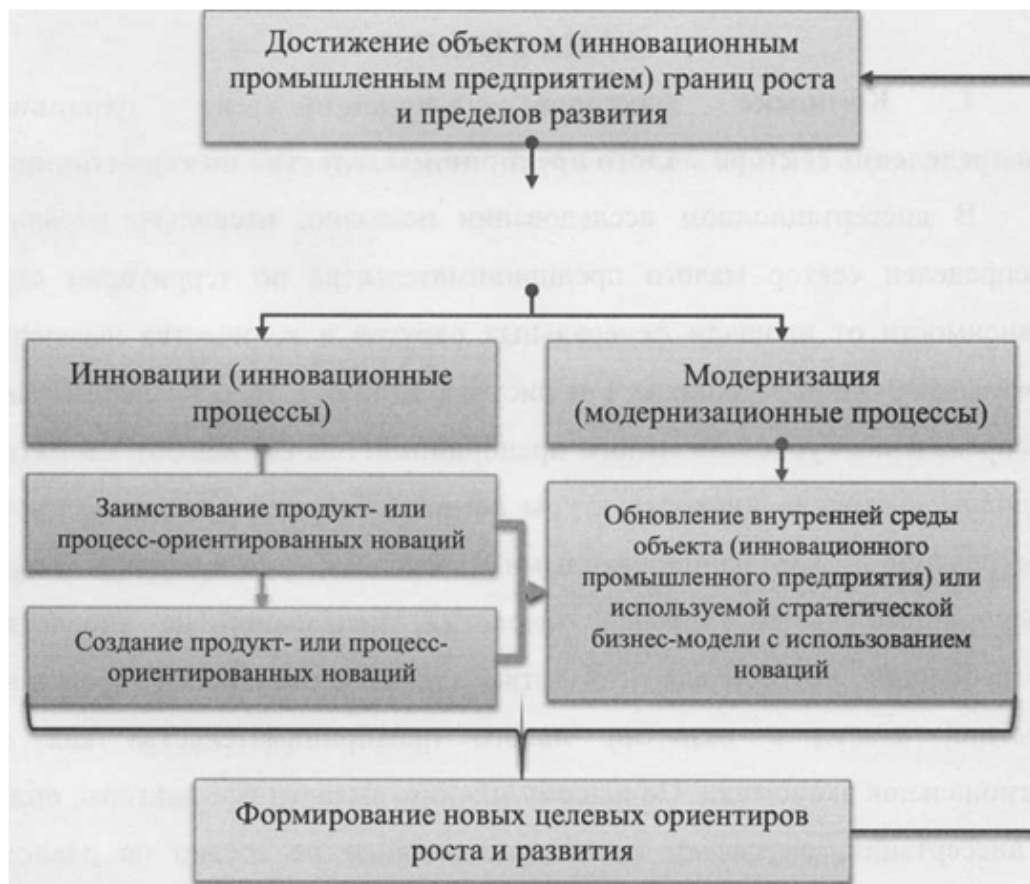 Достижение объектом (инновационным
промышленным предприятием) границ роста
и пределов развития
Инновации (инновационные
процессы)
Модернизация
(модернизационные процессы)
Заимствование продукт- или
процесс-ориентированных новаций
Создание продукт- или процесс-
ориентированных новаций
Обновление внутренней среды
объекта (инновационного
промышленного предприятия) или
используемой стратегической
бизнес-модели с использованием
новаций
Формирование новых целевых ориентиров
роста и развития